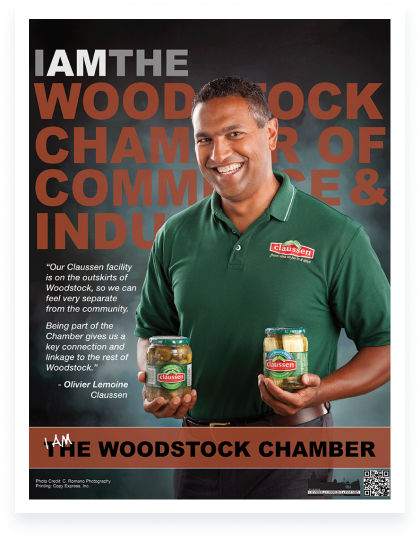 I AM THE
WOODSTOCK
CHAMBER OF
COMMERCE &
INDU
"Our Claussen facility
is on the outskirts of
Woodstock, so we can
feel very separate
from the community.
Being part of the
Chamber gives us a
key connection and
linkage to the rest of
Woodstock."
- Olivier Lemoine
Claussen
claussen
claussen
claussen
I AM
THE WOODSTOCK CHAMBER
Photo Credit: C. Romano Photography
Printing: Copy Express, Inc.